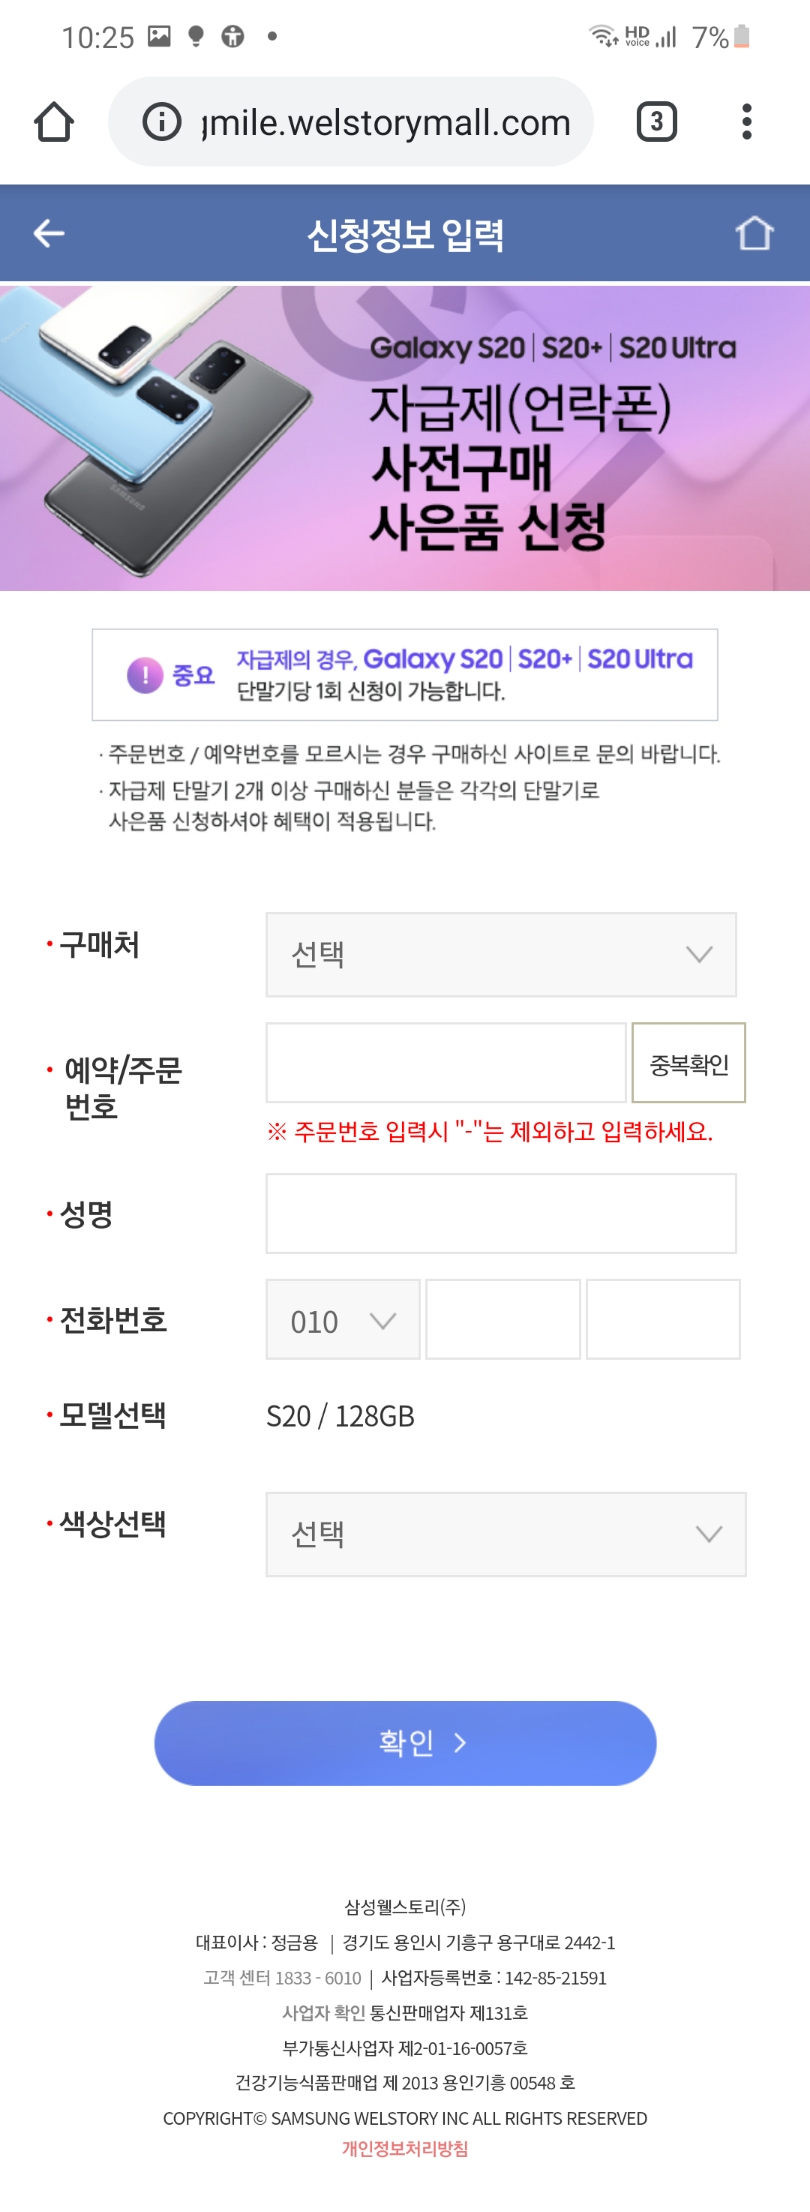 10:25 HD voice 7%
gmile.welstorymall.com 3
신청정보 입력
Galaxy S20 | S20+ | S20 Ultra
자급제(언락폰)
사전구매
사은품 신청
SAMSUNG
! 중요 자급제의 경우, Galaxy S20 | S20+ | S20 Ultra
단말기당 1회 신청이 가능합니다.
· 주문번호 / 예약번호를 모르시는 경우 구매하신 사이트로 문의 바랍니다.
· 자급제 단말기 2개 이상 구매하신 분들은 각각의 단말기로
사은품 신청하셔야 혜택이 적용됩니다.
· 구매처 선택
· 예약/주문
번호 중복확인
※ 주문번호 입력시 "-"는 제외하고 입력하세요.
· 성명
· 전화번호 010
· 모델선택 S20 / 128GB
· 색상선택 선택
확인 >
삼성웰스토리(주)
대표이사 : 정금용 | 경기도 용인시 기흥구 용구대로 2442-1
고객 센터 1833 - 6010 | 사업자등록번호 : 142-85-21591
사업자 확인 통신판매업자 제131호
부가통신사업자 제2-01-16-0057호
건강기능식품판매업 제 2013 용인기흥 00548 호
COPYRIGHT© SAMSUNG WELSTORY INC ALL RIGHTS RESERVED
개인정보처리방침